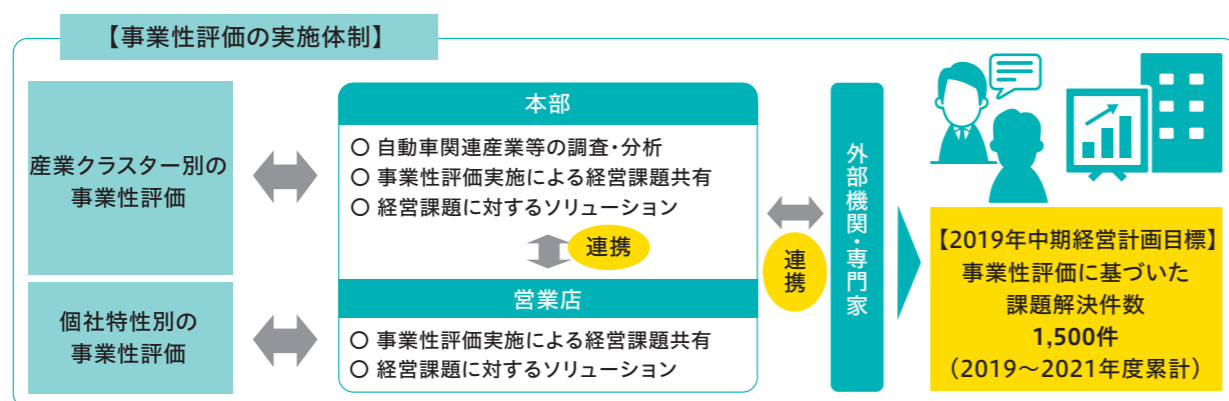 【事業性評価の実施体制】
産業クラスター別の
事業性評価
個社特性別の
事業性評価
本部
○ 自動車関連産業等の調査・分析
○ 事業性評価実施による経営課題共有
○ 経営課題に対するソリューション
連携
営業店
○ 事業性評価実施による経営課題共有
○ 経営課題に対するソリューション
連携
外部機関・専門家
【2019年中期経営計画目標】
事業性評価に基づいた
課題解決件数
1,500件
（2019〜2021年度累計）